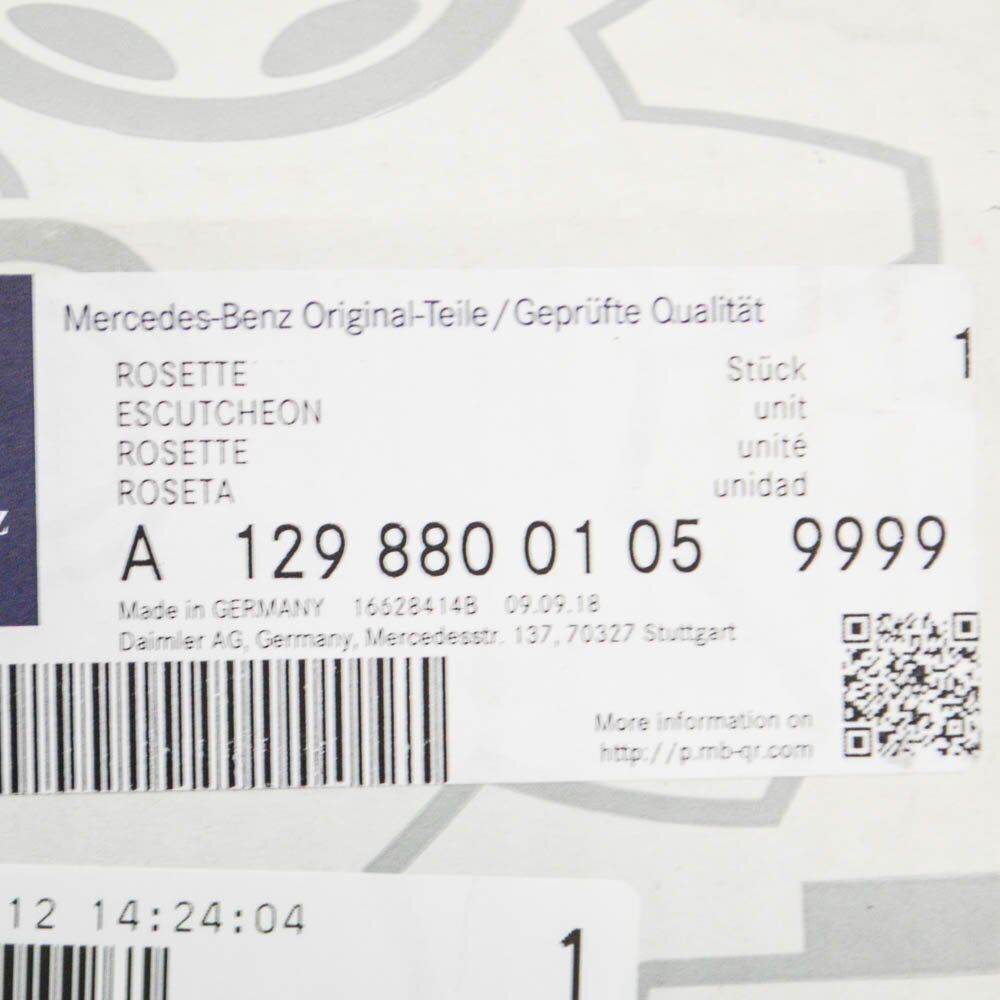 Mercedes-Benz Original-Teile/Geprüfte Qualität
1
ROSETTE Stück
ESCUTCHEON unit
ROSETTE unité
ROSETA unidad
A 129 880 01 05 9999
Made in GERMANY 16628414B 09.09.18
Daimler AG, Germany, Mercedesstr. 137, 70327 Stuttgart
More information on
http://p.mb-qr.com
z
12 14:24:04
1